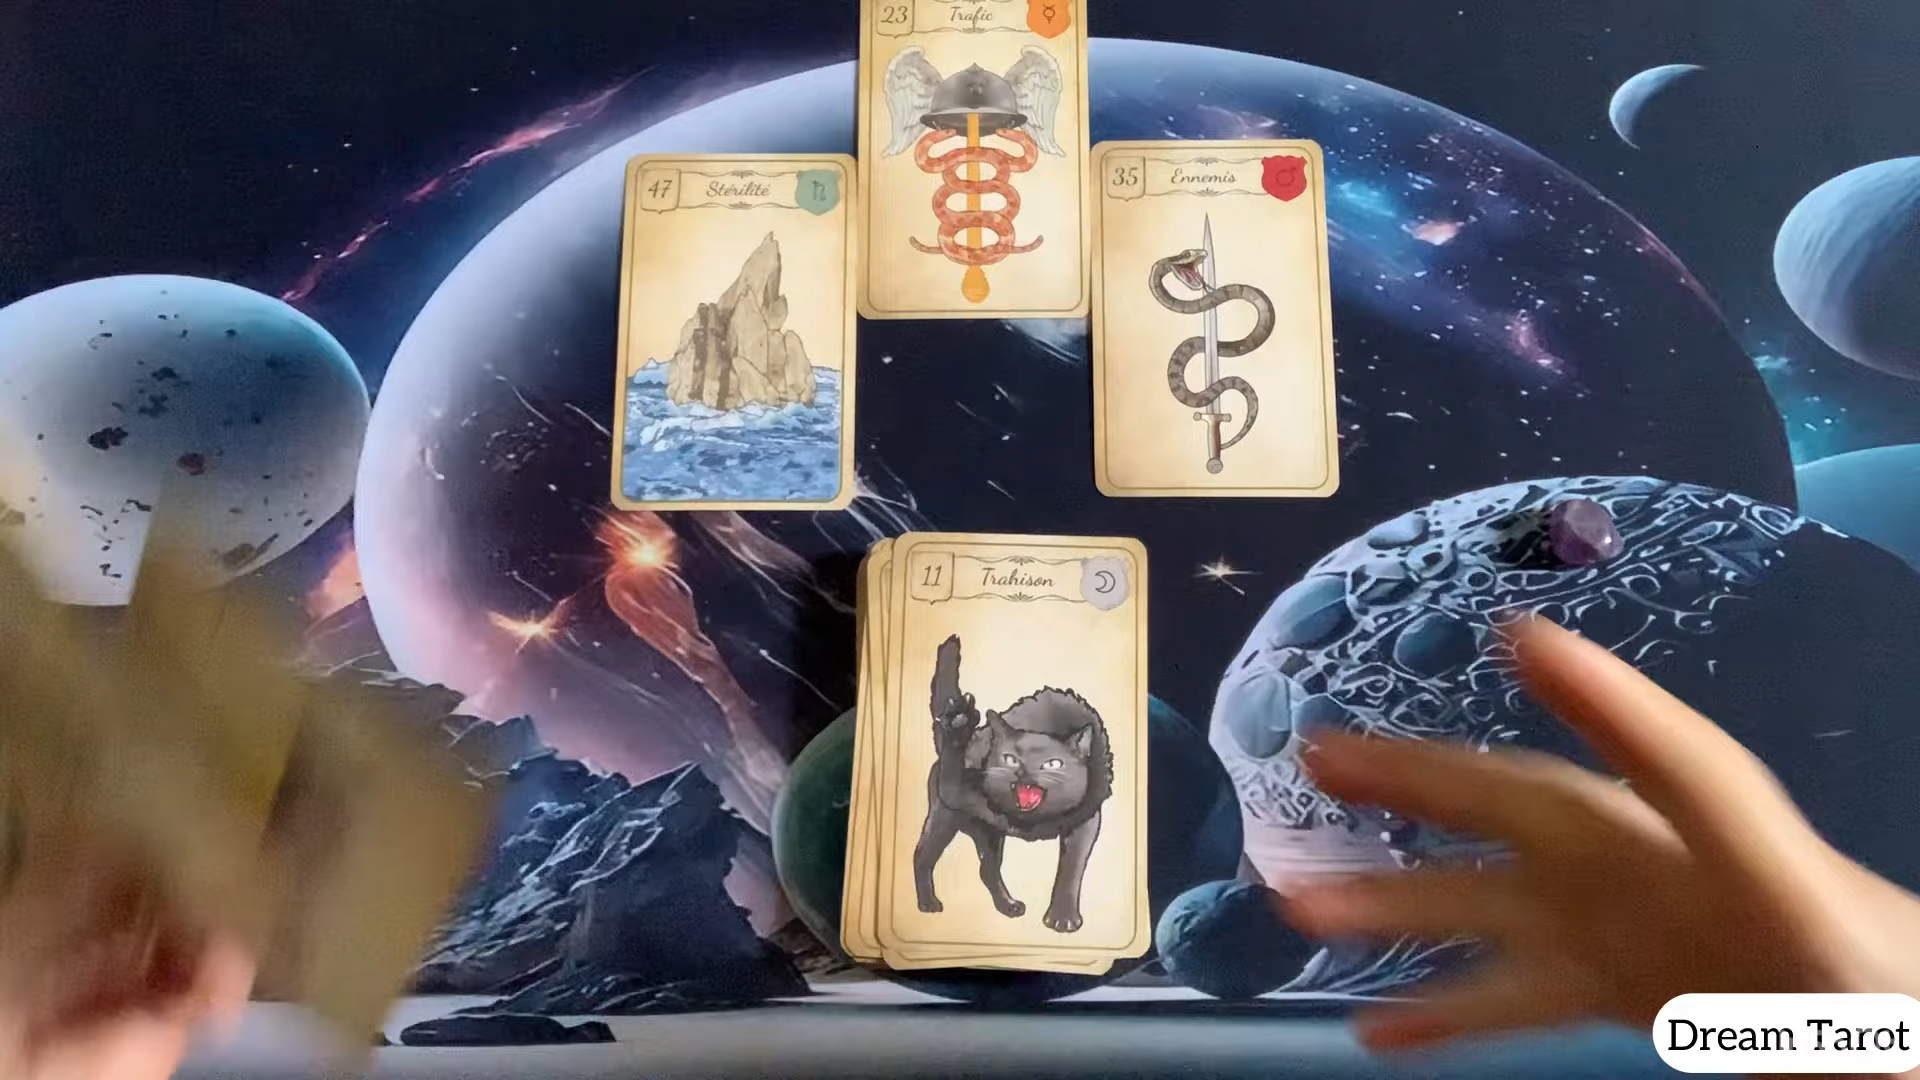 23 Trafic
47 Stérilité
35 Ennemis
11 Trahison
Dream Tarot